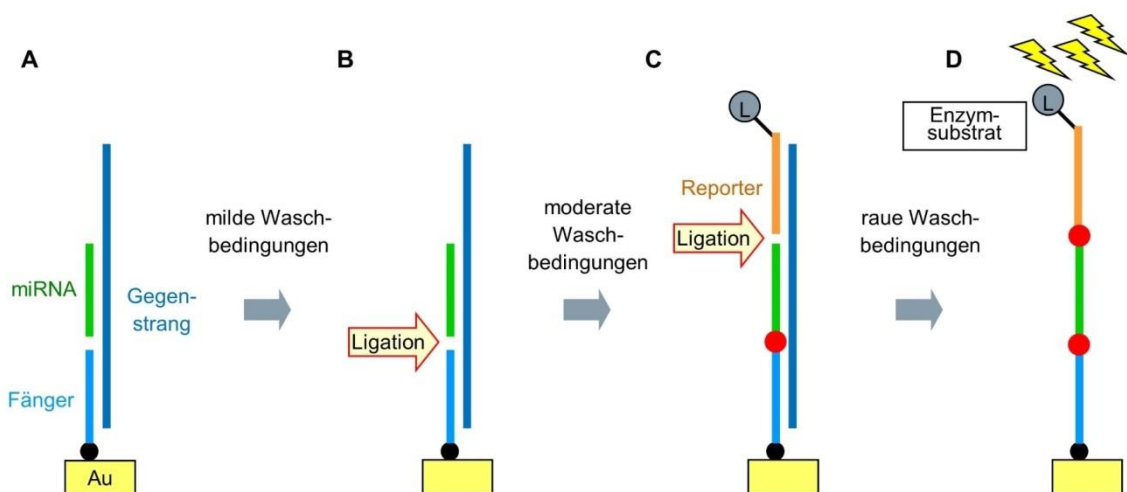 A
B
C
D
L
L
Enzym-
substrat
Reporter
milde Wasch-
bedingungen
moderate
Wasch-
bedingungen
Ligation
raue Wasch-
bedingungen
miRNA
Gegen-
strang
Ligation
Fänger
Au